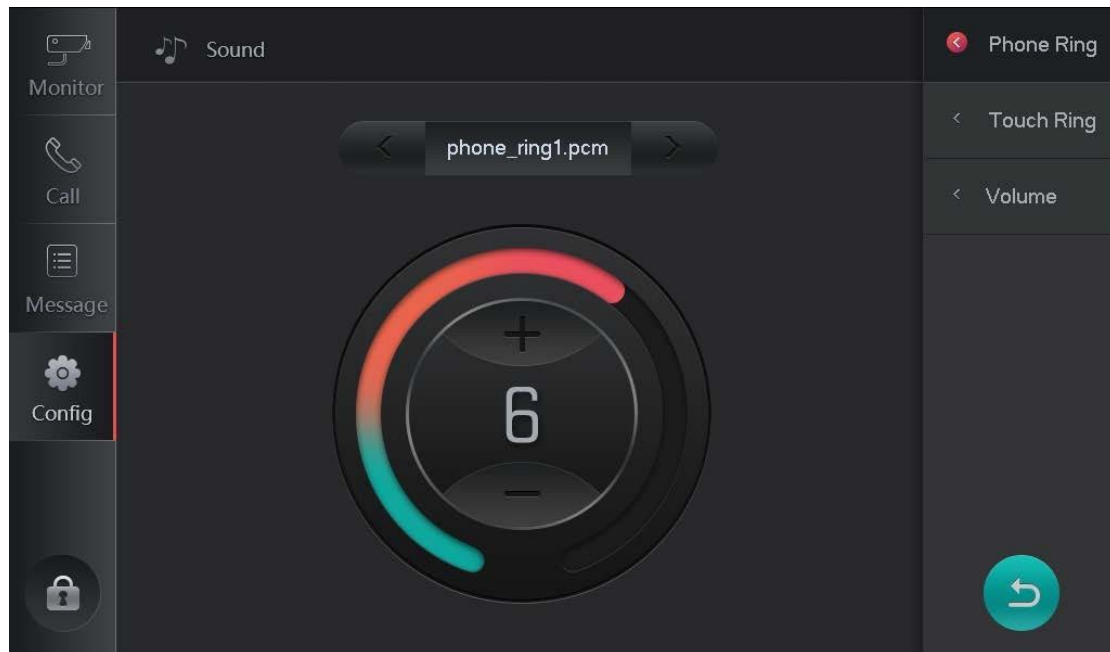 Monitor
Call
Message
Config
Sound
phone_ring1.pcm
6
Phone Ring
Touch Ring
Volume